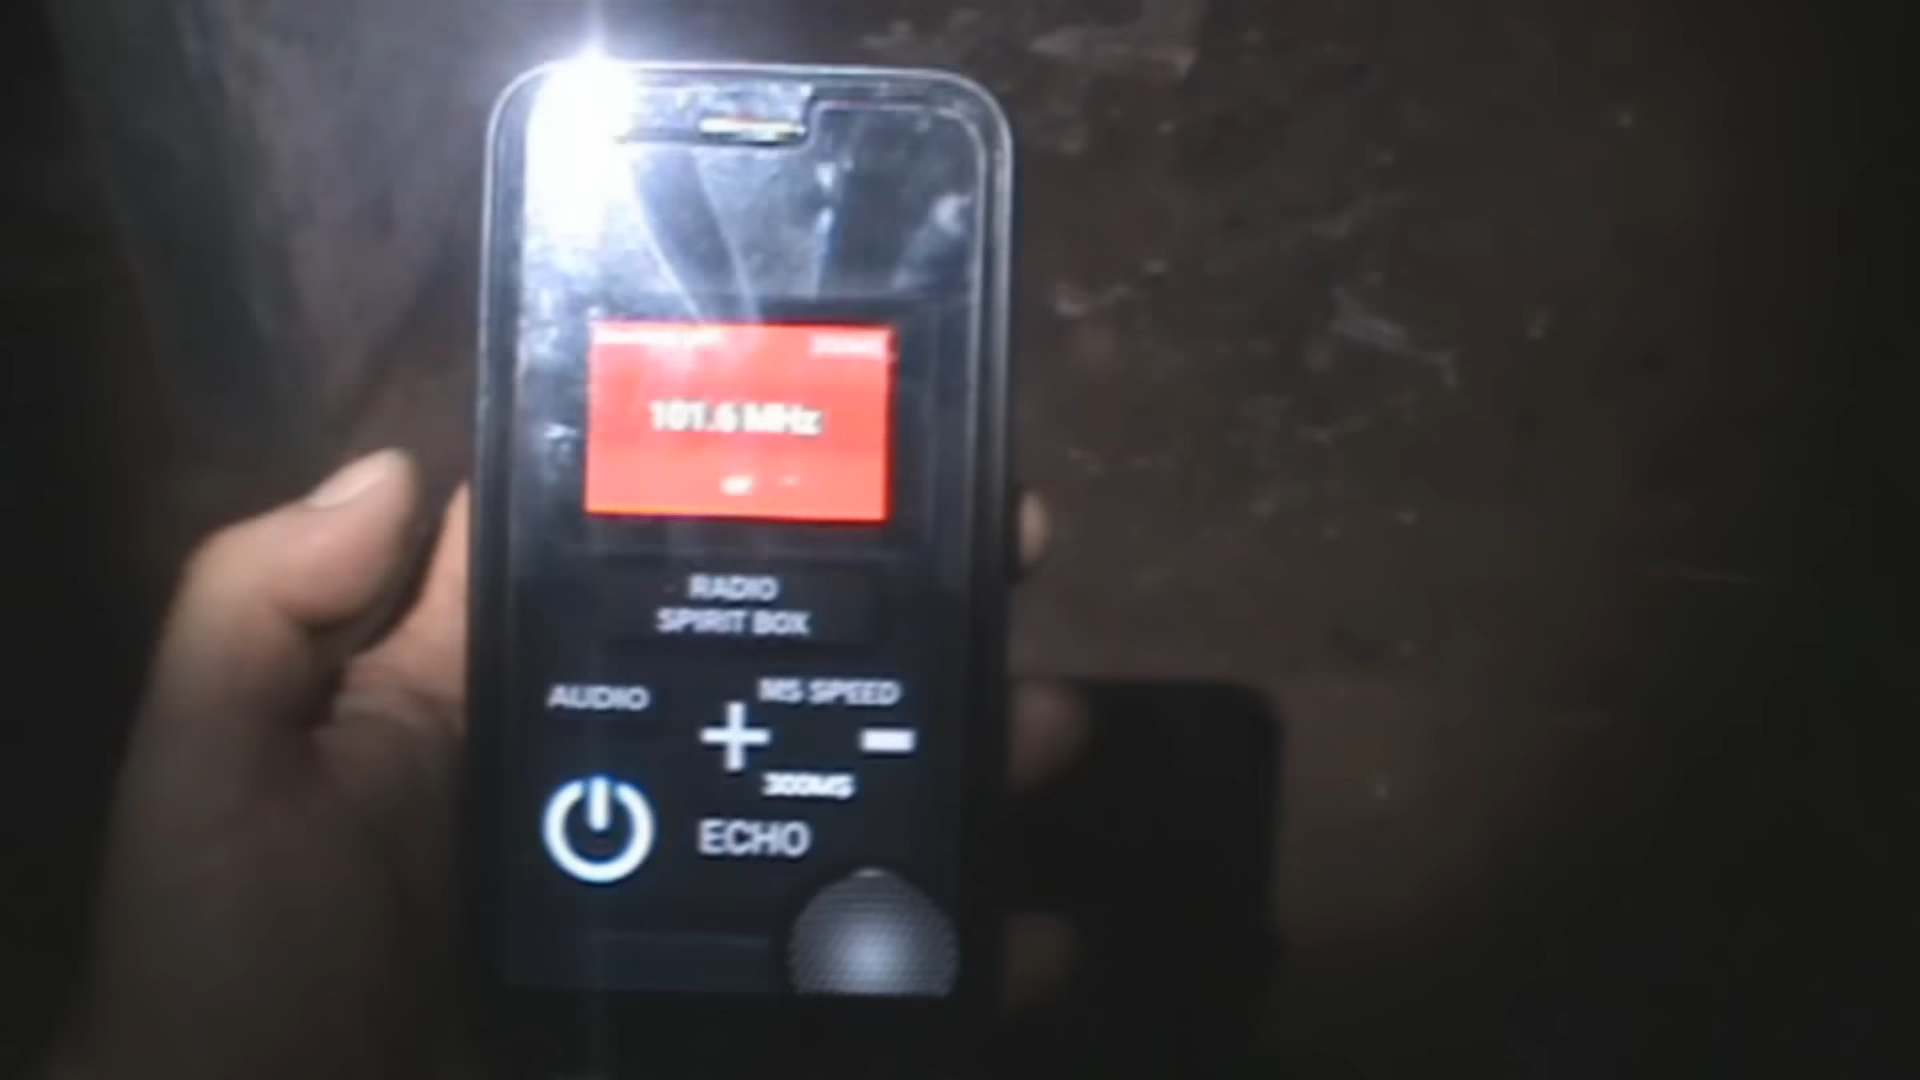 101.6 MHz
RADIO
SPIRIT BOX
AUDIO
MS SPEED
+
-
300MS
ECHO